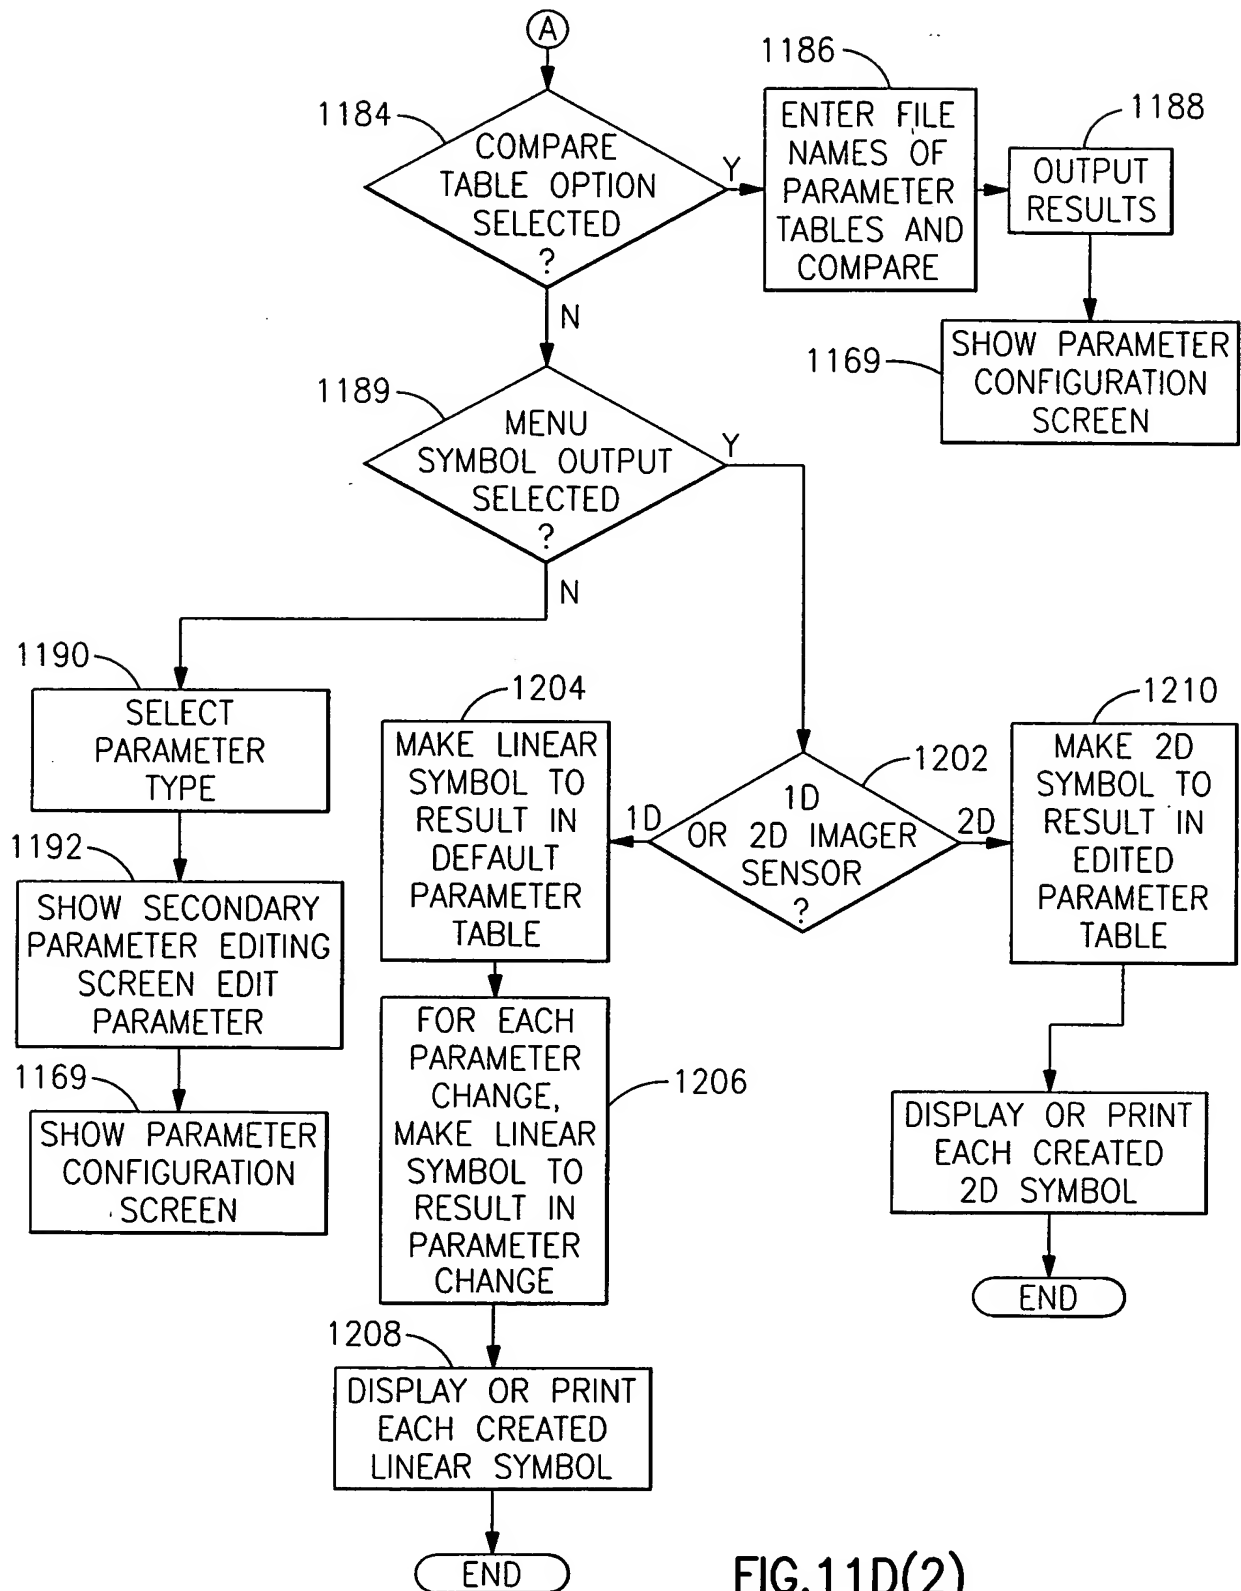 A
1184
COMPARE
TABLE OPTION
SELECTED
?
Y
N
1186
ENTER FILE
NAMES OF
PARAMETER
TABLES AND
COMPARE
1188
OUTPUT
RESULTS
1169
SHOW PARAMETER
CONFIGURATION
SCREEN
1189
MENU
SYMBOL OUTPUT
SELECTED
?
Y
N
1190
SELECT
PARAMETER
TYPE
1192
SHOW SECONDARY
PARAMETER EDITING
SCREEN EDIT
PARAMETER
1169
SHOW PARAMETER
CONFIGURATION
SCREEN
1202
1D
OR 2D IMAGER
SENSOR
?
1D
2D
1204
MAKE LINEAR
SYMBOL TO
RESULT IN
DEFAULT
PARAMETER
TABLE
1206
FOR EACH
PARAMETER
CHANGE,
MAKE LINEAR
SYMBOL TO
RESULT IN
PARAMETER
CHANGE
1208
DISPLAY OR PRINT
EACH CREATED
LINEAR SYMBOL
END
1210
MAKE 2D
SYMBOL TO
RESULT IN
EDITED
PARAMETER
TABLE
DISPLAY OR PRINT
EACH CREATED
2D SYMBOL
END
FIG.11D(2)